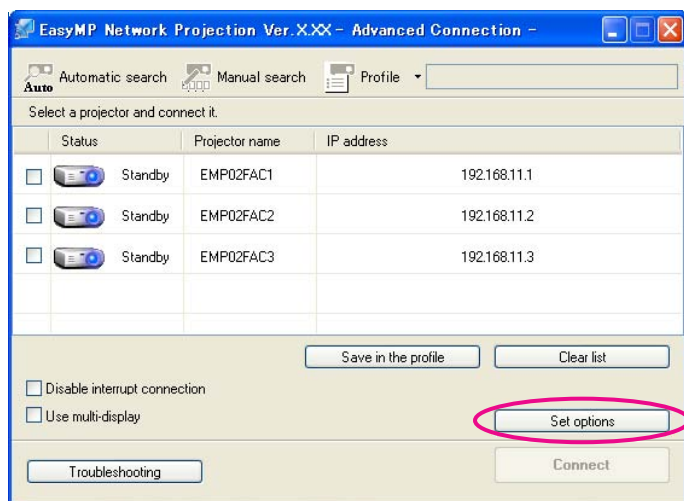 EasyMP Network Projection Ver.X.XX - Advanced Connection -
Auto Automatic search Manual search Profile
Select a projector and connect it.
Status Projector name IP address
Standby EMP02FAC1 192.168.11.1
Standby EMP02FAC2 192.168.11.2
Standby EMP02FAC3 192.168.11.3
Save in the profile Clear list
Disable interrupt connection
Use multi-display
Set options
Troubleshooting Connect